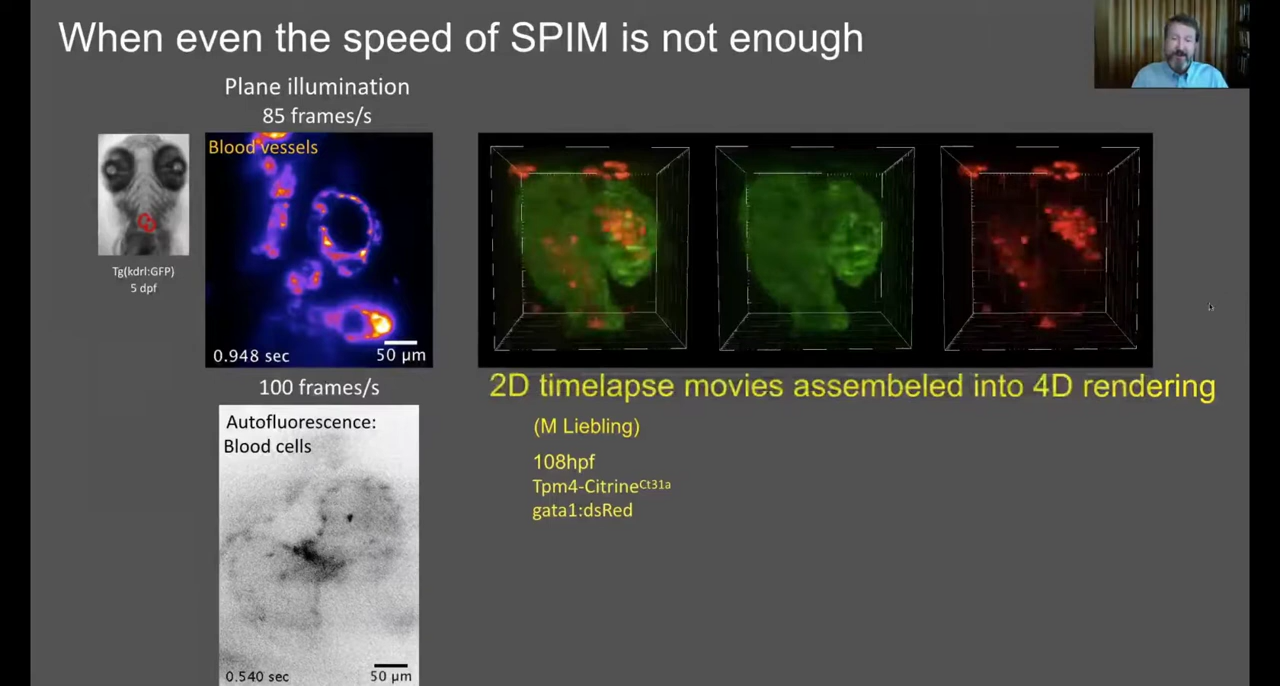 When even the speed of SPIM is not enough
Plane illumination
85 frames/s
Blood vessels
0.948 sec
50 µm
Tg(kdrl:GFP)
5 dpf
100 frames/s
Autofluorescence:
Blood cells
0.540 sec
50 µm
2D timelapse movies assembeled into 4D rendering
(M Liebling)
108hpf
Tpm4-Citrineᶜᵗ³¹ᵃ
gata1:dsRed